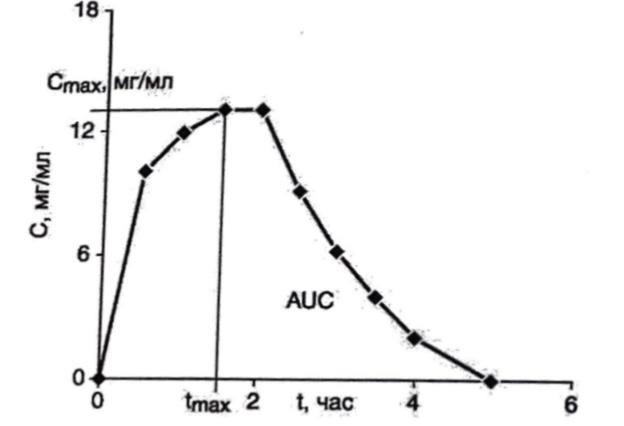 18
Cmax, мг/мл
12
С, мг/мл
6
AUC
0
0 tmax 2 t, час 4 6